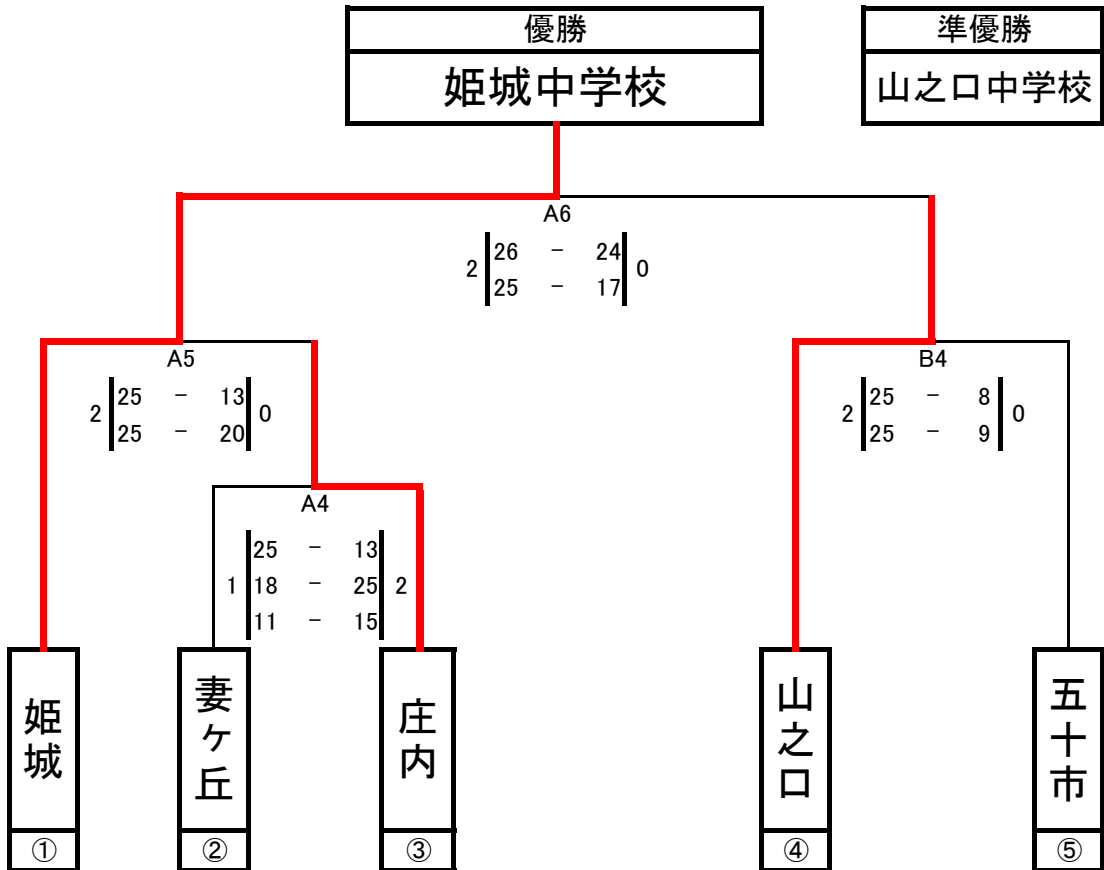 優勝
姫城中学校
準優勝
山之口中学校
A6
2 26 - 24 0
25 - 17
A5
2 25 - 13 0
25 - 20
B4
2 25 - 8 0
25 - 9
A4
25 - 13
1 18 - 25 2
11 - 15
姫城
妻ヶ丘
庄内
山之口
五十市
①
②
③
④
⑤